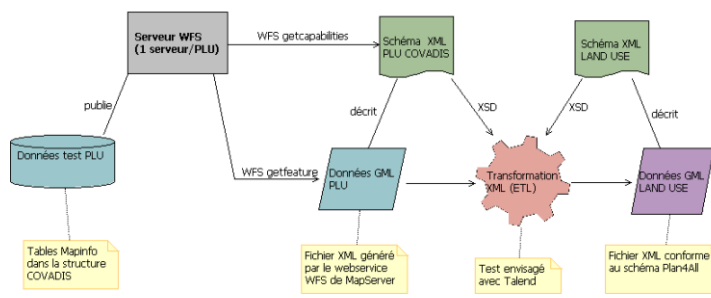 Serveur WFS
(1 serveur/PLU)
WFS getcapabilities
Schéma XML
PLU COVADIS
Schéma XML
LAND USE
publie
décrit
XSD
XSD
décrit
Données test PLU
WFS getfeature
Données GML
PLU
Transformation
XML (ETL)
Données GML
LAND USE
Tables Mapinfo
dans la structure
COVADIS
Fichier XML généré
par le webservice
WFS de MapServer
Test envisagé
avec Talend
Fichier XML conforme
au schéma Plan4All